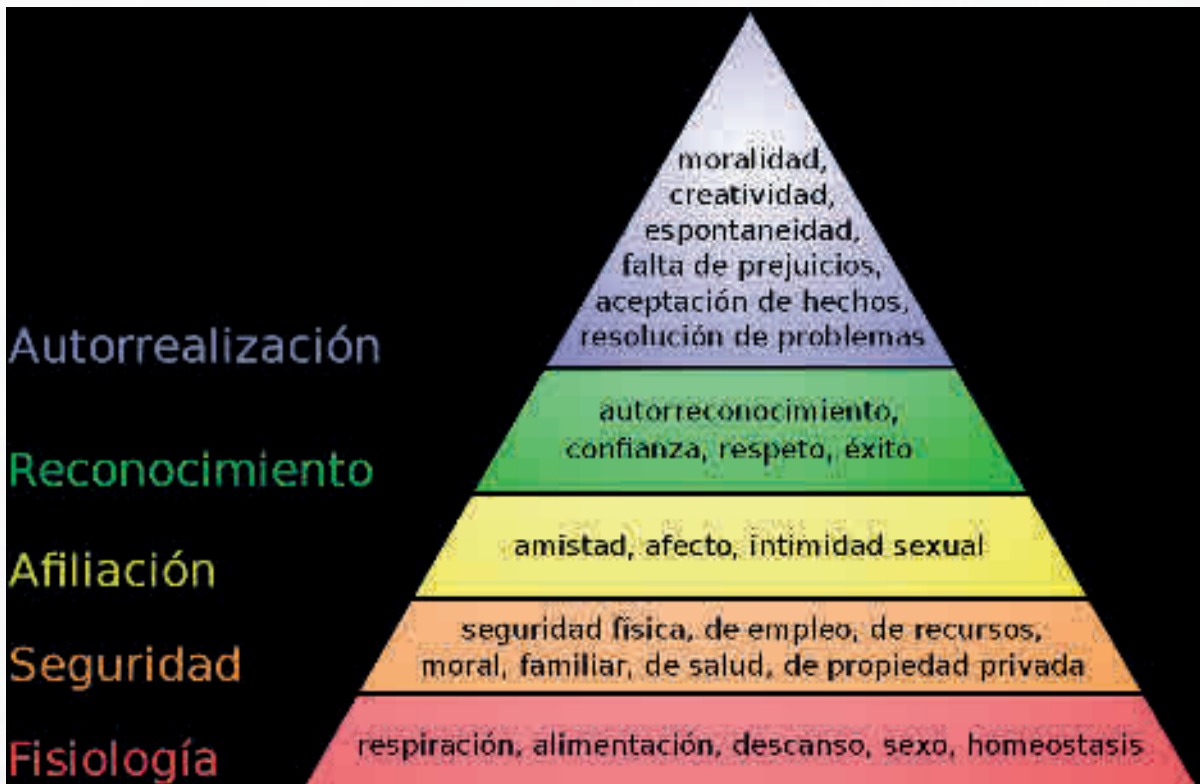 moralidad,
creatividad,
espontaneidad,
falta de prejuicios,
aceptación de hechos,
resolución de problemas
Autorrealización
autorreconocimiento,
confianza, respeto, éxito
Reconocimiento
amistad, afecto, intimidad sexual
Afiliación
seguridad física, de empleo, de recursos,
moral, familiar, de salud, de propiedad privada
Seguridad
respiración, alimentación, descanso, sexo, homeostasis
Fisiología